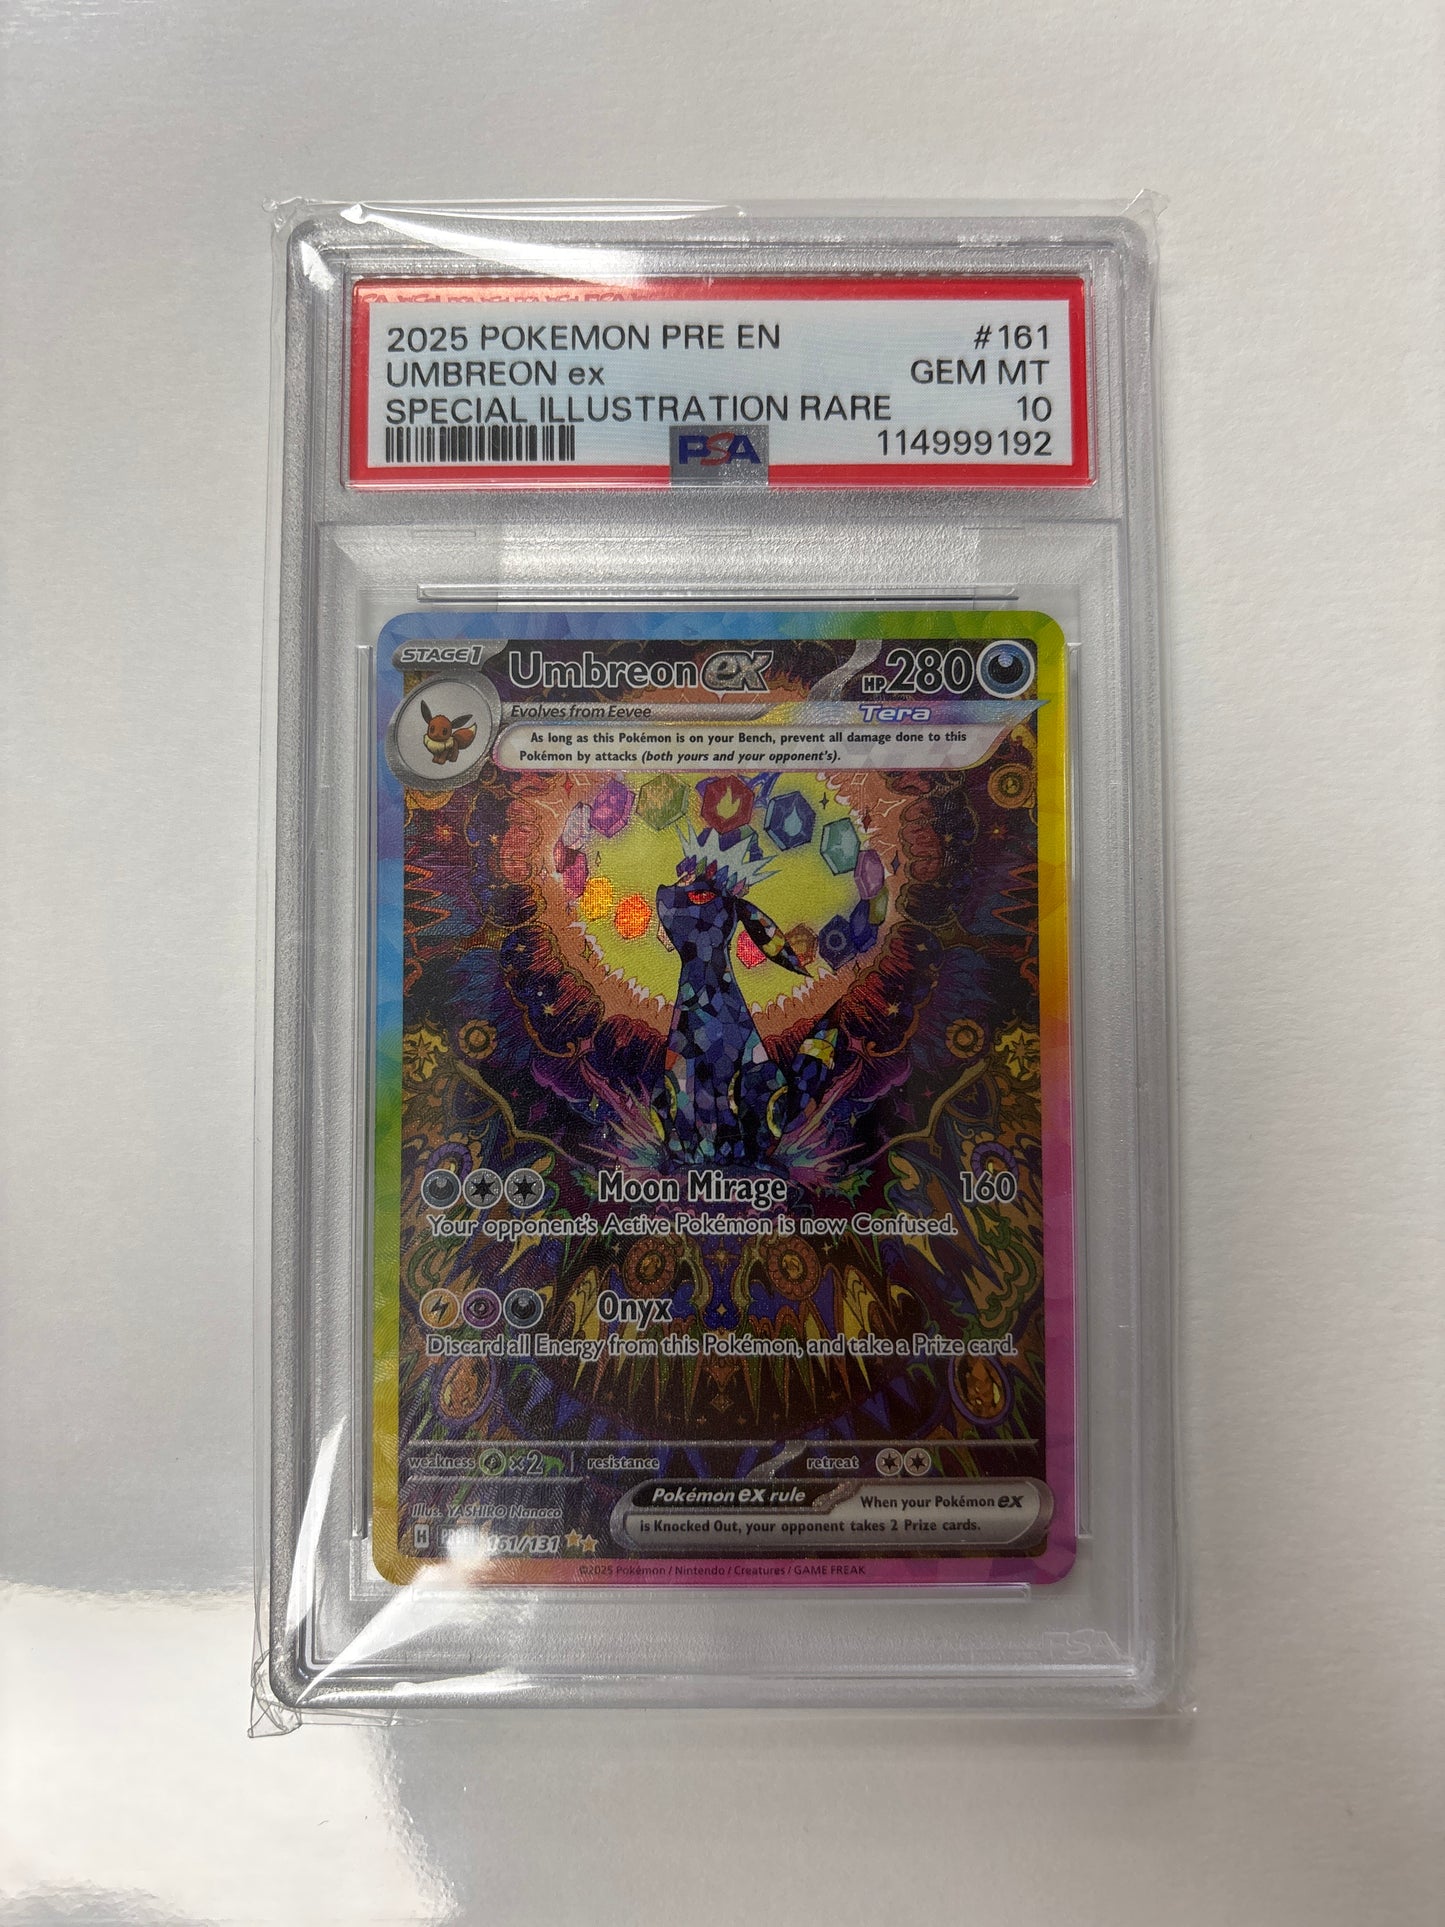 2025 POKEMON PRE EN #161
UMBREON ex GEM MT
SPECIAL ILLUSTRATION RARE 10
PSA 114999192
STAGE 1 Umbreon ex HP 280
Evolves from Eevee Tera
As long as this Pokémon is on your Bench, prevent all damage done to this
Pokémon by attacks (both yours and your opponent's).
Moon Mirage 160
Your opponent's Active Pokémon is now Confused.
Onyx
Discard all Energy from this Pokémon, and take a Prize card.
weakness ×2 resistance retreat
Pokémon ex rule When your Pokémon ex
is Knocked Out, your opponent takes 2 Prize cards.
Illus. YASHIRO Nanaco
H 161/131
©2025 Pokémon / Nintendo / Creatures / GAME FREAK
PSA